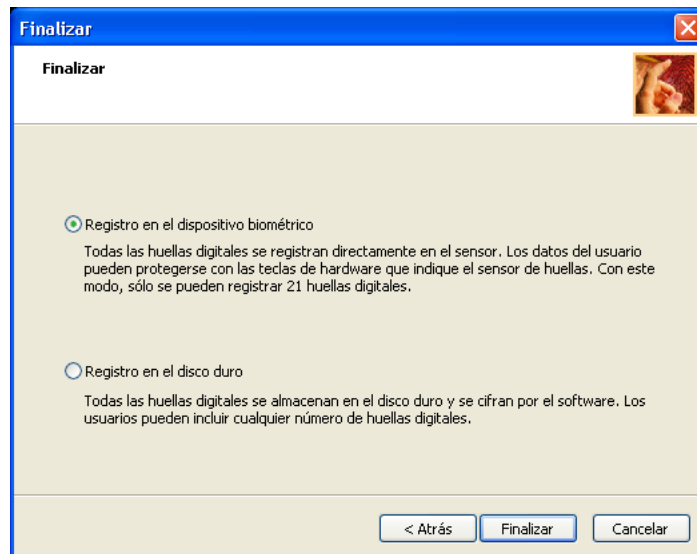 Finalizar
Finalizar
Registro en el dispositivo biométrico
Todas las huellas digitales se registran directamente en el sensor. Los datos del usuario
pueden protegerse con las teclas de hardware que indique el sensor de huellas. Con este
modo, sólo se pueden registrar 21 huellas digitales.
Registro en el disco duro
Todas las huellas digitales se almacenan en el disco duro y se cifran por el software. Los
usuarios pueden incluir cualquier número de huellas digitales.
< Atrás Finalizar Cancelar